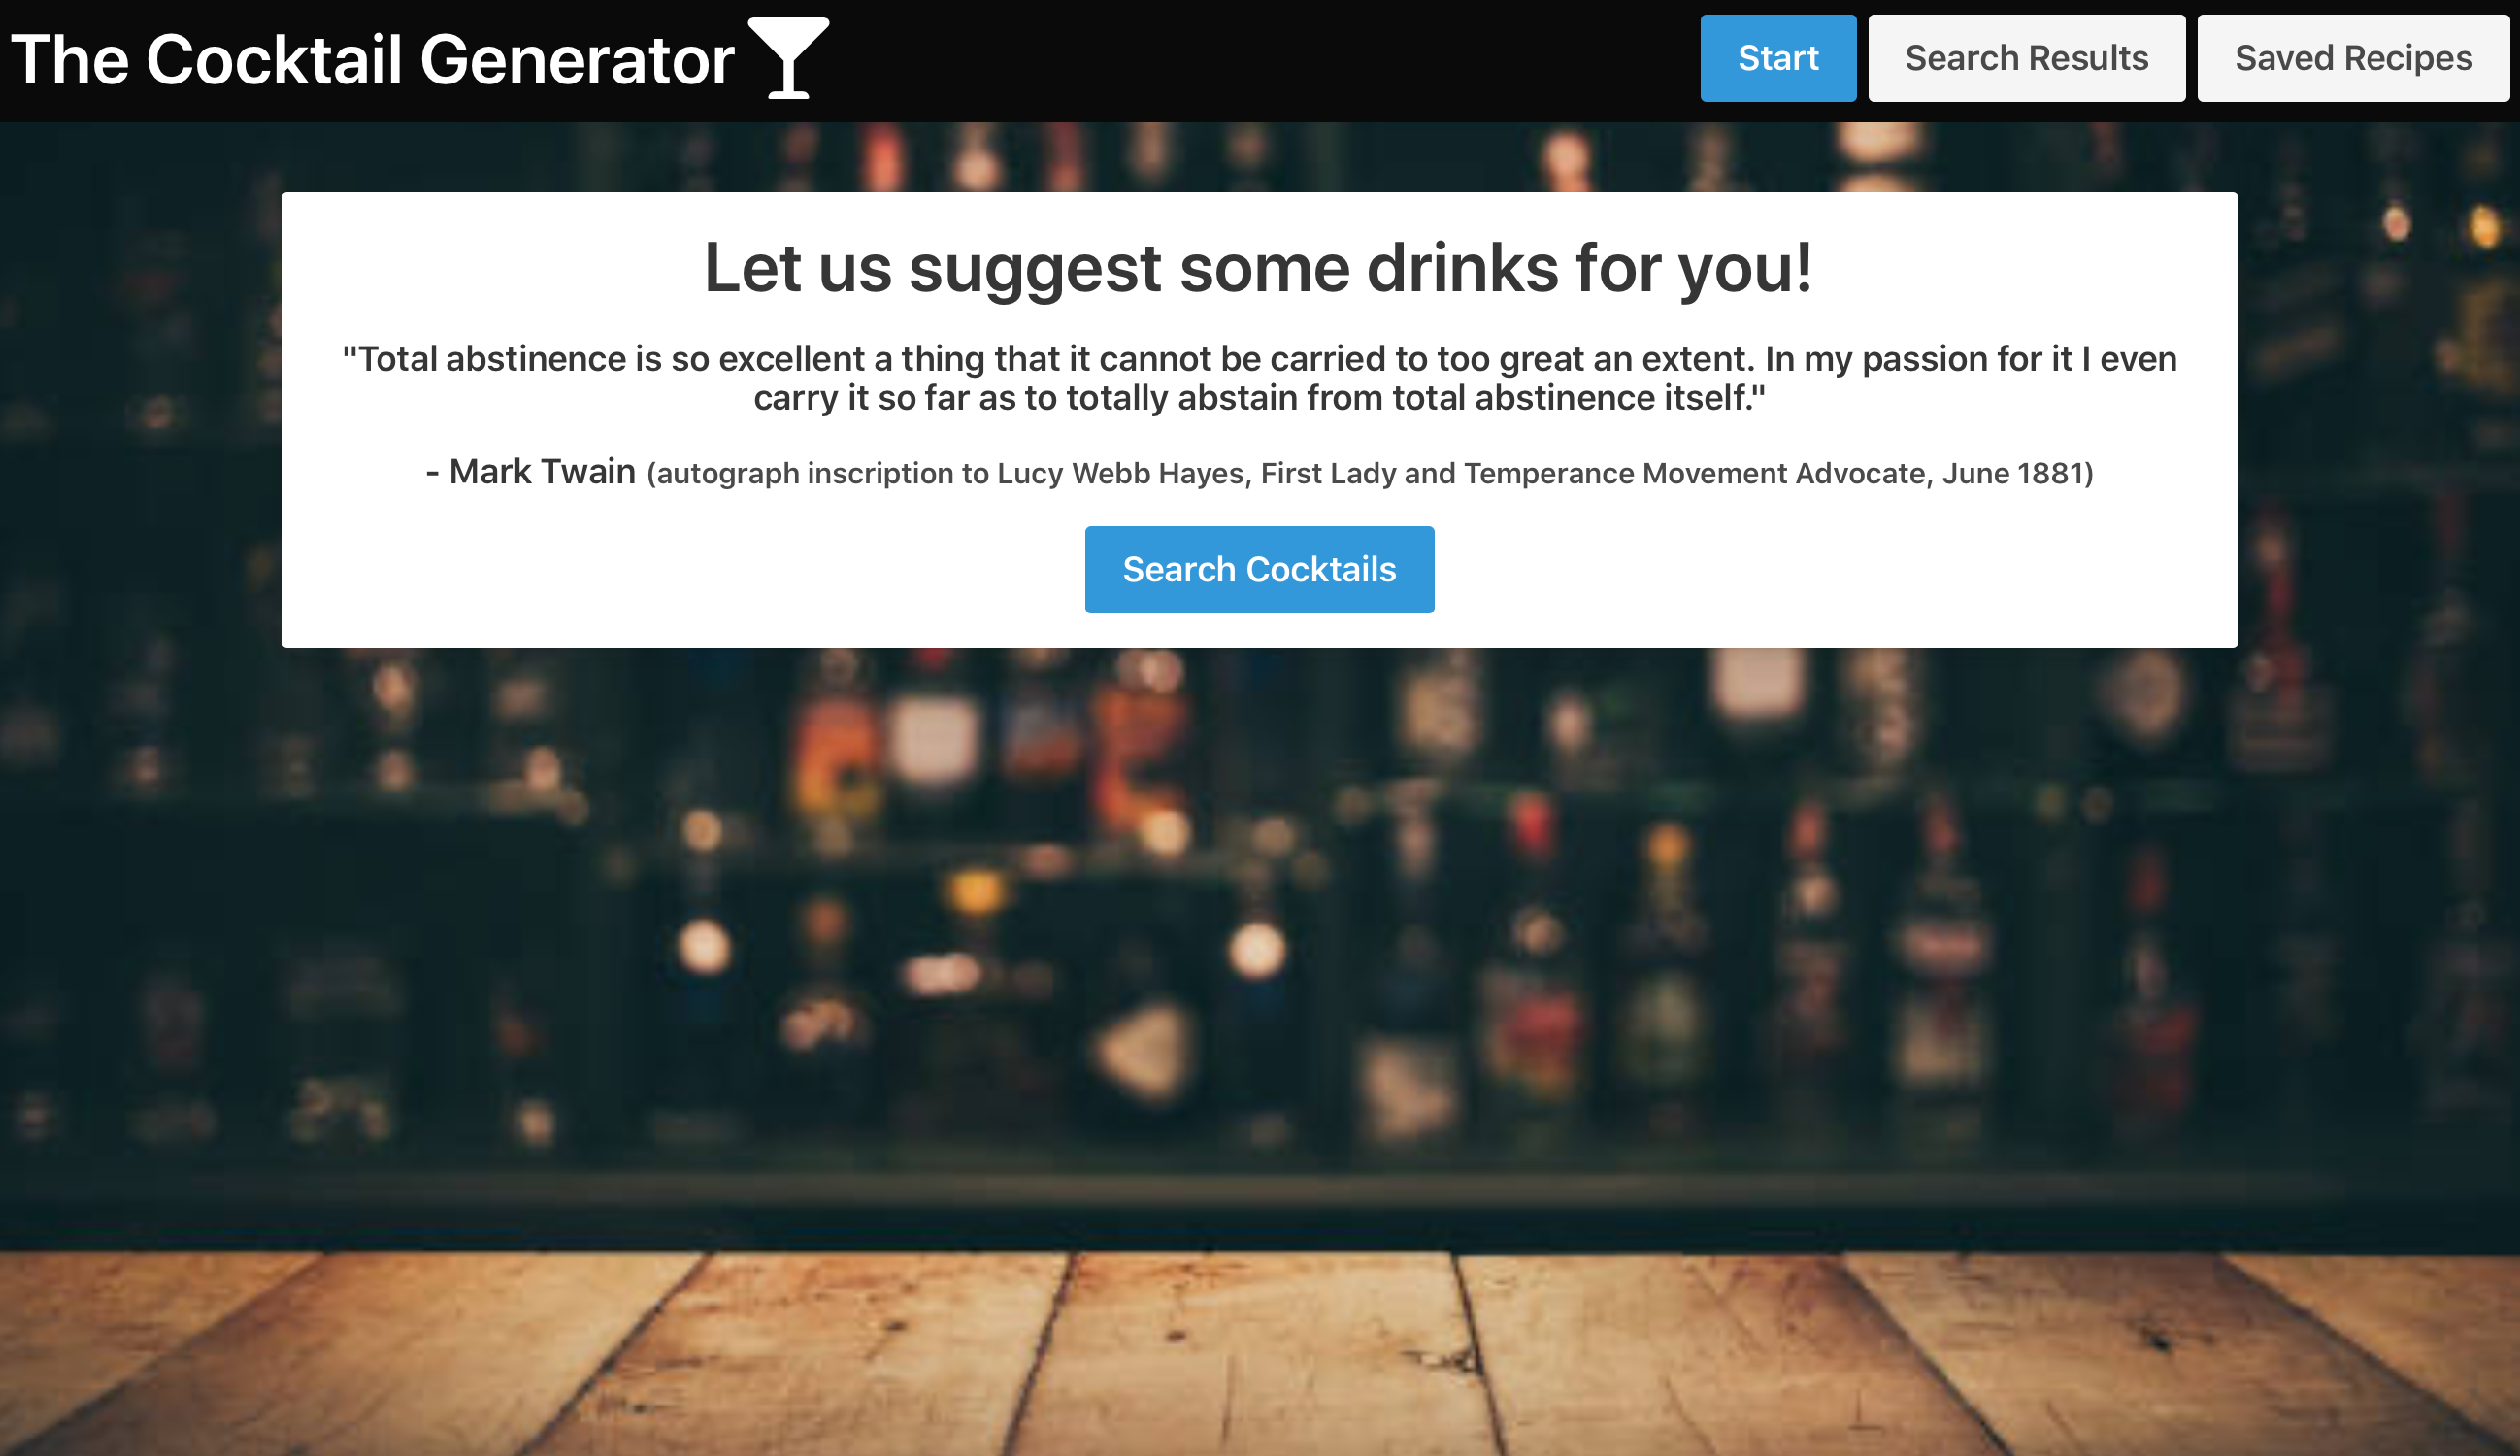 The Cocktail Generator
Start
Search Results
Saved Recipes
Let us suggest some drinks for you!
"Total abstinence is so excellent a thing that it cannot be carried to too great an extent. In my passion for it I even
carry it so far as to totally abstain from total abstinence itself."
- Mark Twain (autograph inscription to Lucy Webb Hayes, First Lady and Temperance Movement Advocate, June 1881)
Search Cocktails